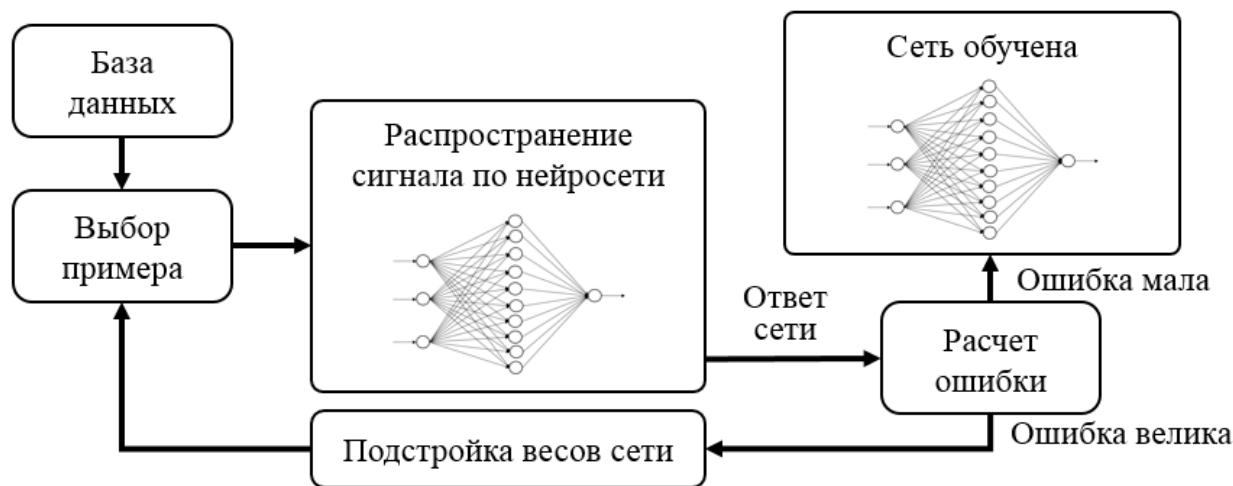 База
данных
Выбор
примера
Распространение
сигнала по нейросети
Ответ
сети
Сеть обучена
Ошибка мала
Расчет
ошибки
Ошибка велика
Подстройка весов сети